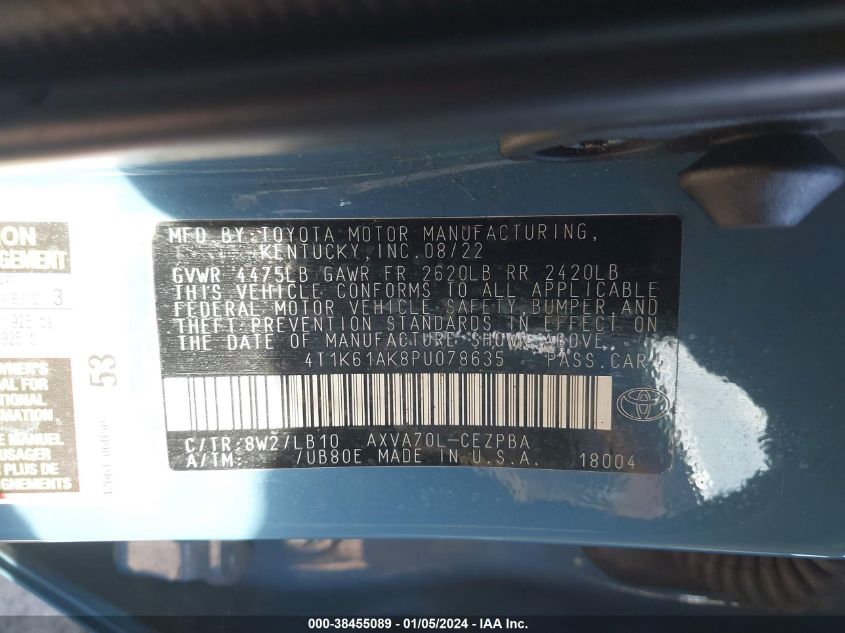 MFD BY: TOYOTA MOTOR MANUFACTURING,
KENTUCKY, INC. 08/22
GVWR 4475LB GAWR FR 2620LB RR 2420LB
THIS VEHICLE CONFORMS TO ALL APPLICABLE
FEDERAL MOTOR VEHICLE SAFETY, BUMPER, AND
THEFT PREVENTION STANDARDS IN EFFECT ON
THE DATE OF MANUFACTURE SHOWN ABOVE.
4T1K61AK8PU078635 PASS. CAR
C/TR: 8W2/LB10 AXVA70L-CEZPBA
A/TM: /UB80E MADE IN U.S.A. 18004
53
3
OWNER'S
USAGER
000-38455089 - 01/05/2024 - IAA Inc.